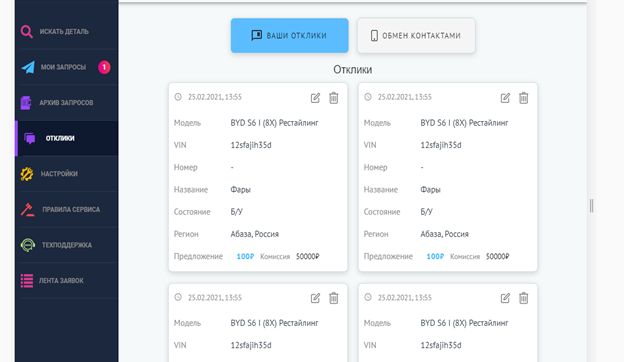 ИСКАТЬ ДЕТАЛЬ
МОИ ЗАПРОСЫ 1
АРХИВ ЗАПРОСОВ
ОТКЛИКИ
НАСТРОЙКИ
ПРАВИЛА СЕРВИСА
ТЕХПОДДЕРЖКА
ЛЕНТА ЗАЯВОК
ВАШИ ОТКЛИКИ
ОБМЕН КОНТАКТАМИ
Отклики
25.02.2021, 13:55
Модель BYD S6 I (8X) Рестайлинг
VIN 12sfajih35d
Номер -
Название Фары
Состояние Б/У
Регион Абаза, Россия
Предложение 100₽ Комиссия 50000₽
25.02.2021, 13:55
Модель BYD S6 I (8X) Рестайлинг
VIN 12sfajih35d
Номер -
Название Фары
Состояние Б/У
Регион Абаза, Россия
Предложение 100₽ Комиссия 50000₽
25.02.2021, 13:55
Модель BYD S6 I (8X) Рестайлинг
VIN 12sfajih35d
25.02.2021, 13:55
Модель BYD S6 I (8X) Рестайлинг
VIN 12sfajih35d